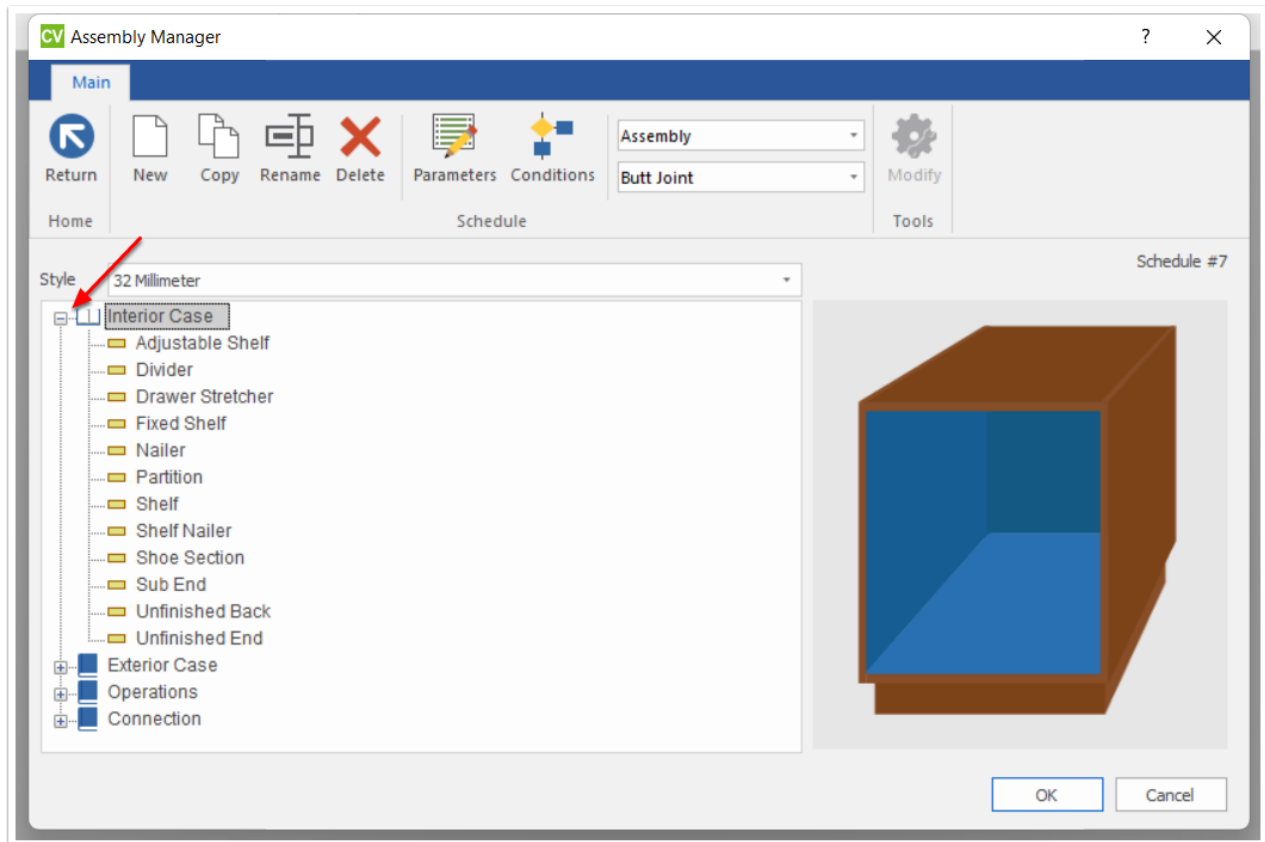 CV Assembly Manager ?
Main
Assembly
Butt Joint
Return New Copy Rename Delete Parameters Conditions Modify
Home Schedule Tools
Schedule #7
Style 32 Millimeter
Interior Case
Adjustable Shelf
Divider
Drawer Stretcher
Fixed Shelf
Nailer
Partition
Shelf
Shelf Nailer
Shoe Section
Sub End
Unfinished Back
Unfinished End
Exterior Case
Operations
Connection
OK Cancel